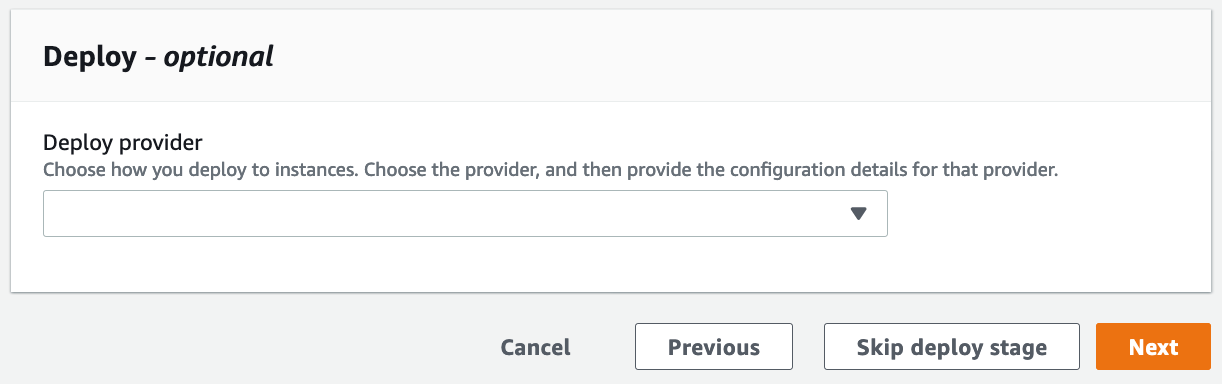 Deploy - optional
Deploy provider
Choose how you deploy to instances. Choose the provider, and then provide the configuration details for that provider.
Cancel
Previous
Skip deploy stage
Next